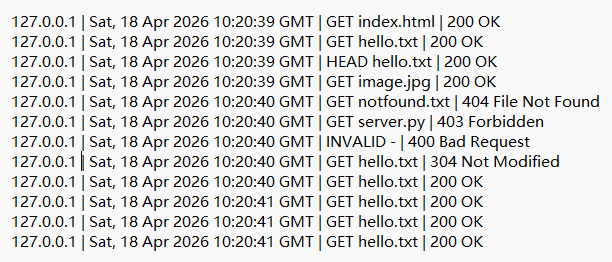 127.0.0.1 | Sat, 18 Apr 2026 10:20:39 GMT | GET index.html | 200 OK
127.0.0.1 | Sat, 18 Apr 2026 10:20:39 GMT | GET hello.txt | 200 OK
127.0.0.1 | Sat, 18 Apr 2026 10:20:39 GMT | HEAD hello.txt | 200 OK
127.0.0.1 | Sat, 18 Apr 2026 10:20:39 GMT | GET image.jpg | 200 OK
127.0.0.1 | Sat, 18 Apr 2026 10:20:40 GMT | GET notfound.txt | 404 File Not Found
127.0.0.1 | Sat, 18 Apr 2026 10:20:40 GMT | GET server.py | 403 Forbidden
127.0.0.1 | Sat, 18 Apr 2026 10:20:40 GMT | INVALID - | 400 Bad Request
127.0.0.1 | Sat, 18 Apr 2026 10:20:40 GMT | GET hello.txt | 304 Not Modified
127.0.0.1 | Sat, 18 Apr 2026 10:20:40 GMT | GET hello.txt | 200 OK
127.0.0.1 | Sat, 18 Apr 2026 10:20:41 GMT | GET hello.txt | 200 OK
127.0.0.1 | Sat, 18 Apr 2026 10:20:41 GMT | GET hello.txt | 200 OK
127.0.0.1 | Sat, 18 Apr 2026 10:20:41 GMT | GET hello.txt | 200 OK